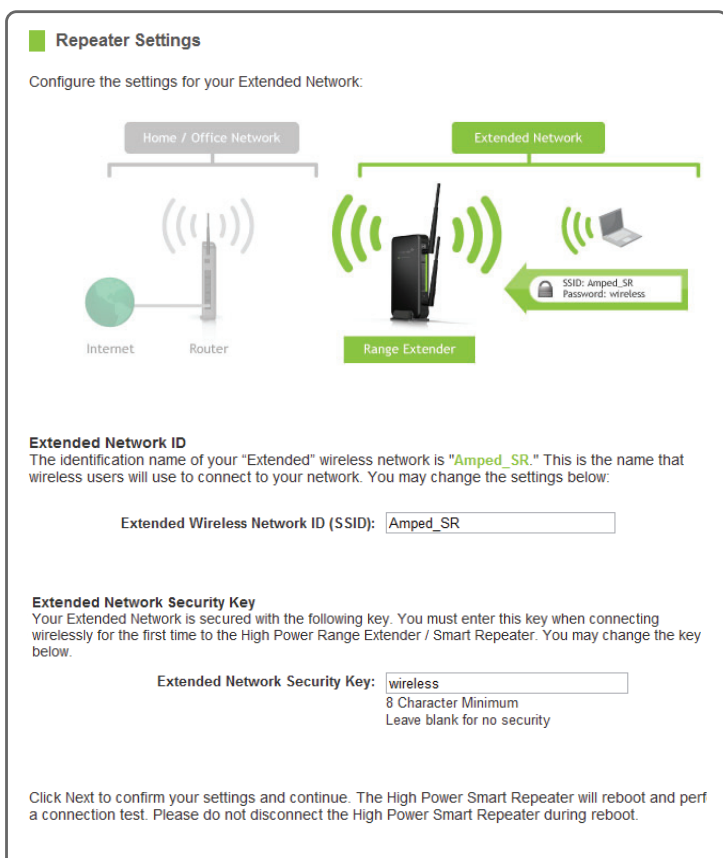 Repeater Settings
Configure the settings for your Extended Network:
Home / Office Network
Extended Network
SSID: Amped_SR
Password: wireless
Internet
Router
Range Extender
Extended Network ID
The identification name of your “Extended” wireless network is "Amped_SR." This is the name that
wireless users will use to connect to your network. You may change the settings below:
Extended Wireless Network ID (SSID): Amped_SR
Extended Network Security Key
Your Extended Network is secured with the following key. You must enter this key when connecting
wirelessly for the first time to the High Power Range Extender / Smart Repeater. You may change the key
below.
Extended Network Security Key: wireless
8 Character Minimum
Leave blank for no security
Click Next to confirm your settings and continue. The High Power Smart Repeater will reboot and perf
a connection test. Please do not disconnect the High Power Smart Repeater during reboot.